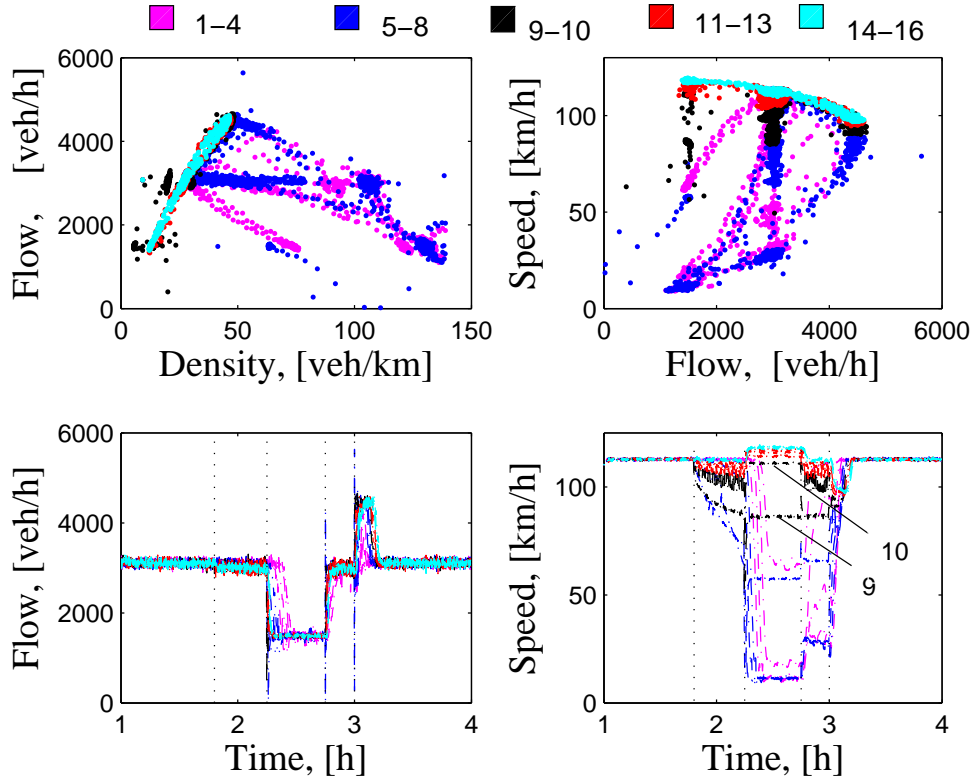 1−4 5−8 9−10 11−13 14−16
6000
4000
2000
0
Flow, [veh/h]
0 50 100 150
Density, [veh/km]
100
50
0
Speed, [km/h]
0 2000 4000 6000
Flow, [veh/h]
6000
4000
2000
0
Flow, [veh/h]
1 2 3 4
Time, [h]
100
50
0
Speed, [km/h]
10
9
1 2 3 4
Time, [h]